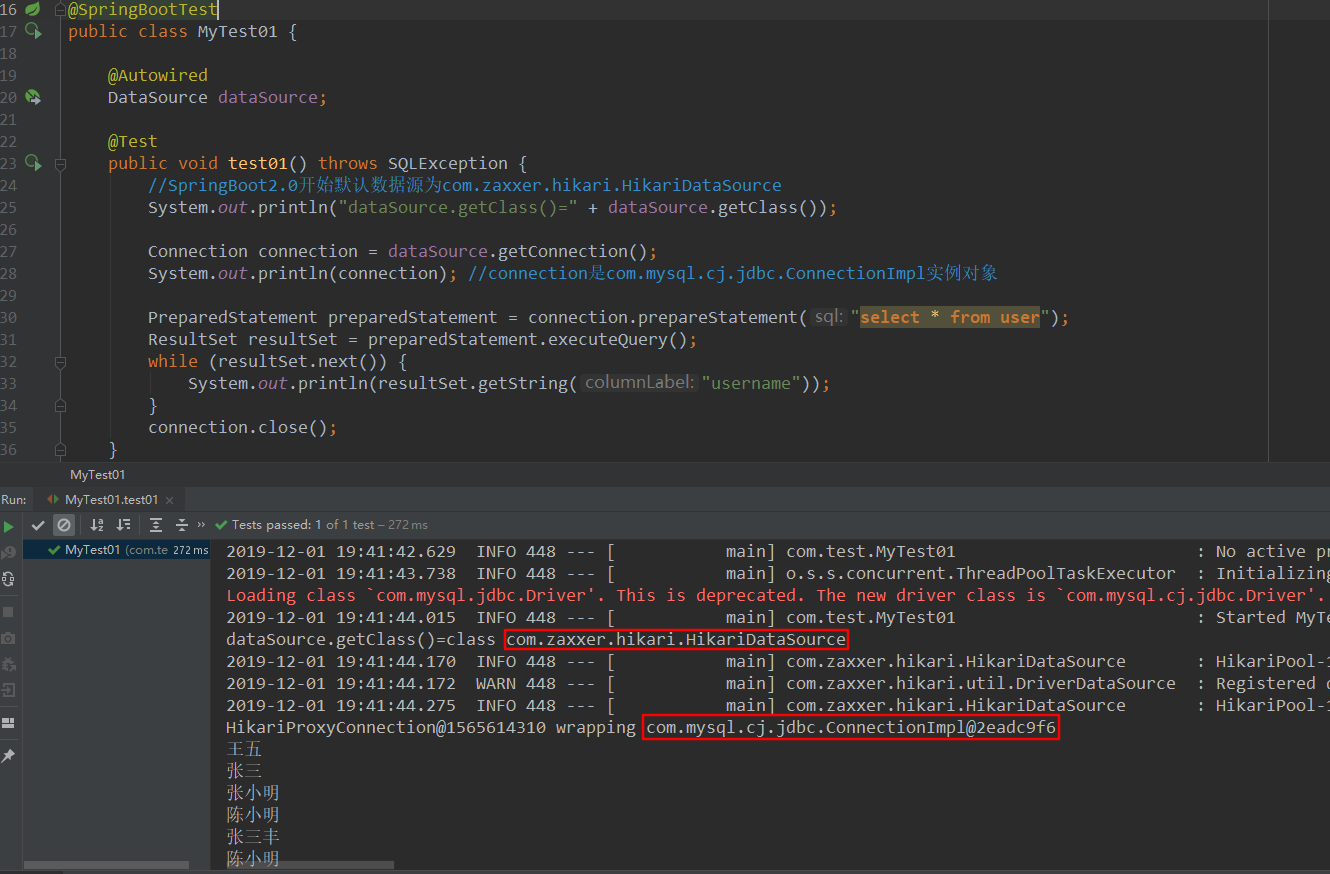 16 @SpringBootTest
17 public class MyTest01 {
18
19 @Autowired
20 DataSource dataSource;
21
22 @Test
23 public void test01() throws SQLException {
24 //SpringBoot2.0开始默认数据源为com.zaxxer.hikari.HikariDataSource
25 System.out.println("dataSource.getClass()=" + dataSource.getClass());
26
27 Connection connection = dataSource.getConnection();
28 System.out.println(connection); //connection是com.mysql.cj.jdbc.ConnectionImpl实例对象
29
30 PreparedStatement preparedStatement = connection.prepareStatement( sql: "select * from user");
31 ResultSet resultSet = preparedStatement.executeQuery();
32 while (resultSet.next()) {
33 System.out.println(resultSet.getString( columnLabel: "username"));
34 }
35 connection.close();
36 }
MyTest01
Run: MyTest01.test01 ×
» Tests passed: 1 of 1 test – 272 ms
MyTest01 (com.te 272 ms
2019-12-01 19:41:42.629 INFO 448 --- [ main] com.test.MyTest01 : No active pr
2019-12-01 19:41:43.738 INFO 448 --- [ main] o.s.s.concurrent.ThreadPoolTaskExecutor : Initializing
Loading class `com.mysql.jdbc.Driver'. This is deprecated. The new driver class is `com.mysql.cj.jdbc.Driver'.
2019-12-01 19:41:44.015 INFO 448 --- [ main] com.test.MyTest01 : Started MyTe
dataSource.getClass()=class com.zaxxer.hikari.HikariDataSource
2019-12-01 19:41:44.170 INFO 448 --- [ main] com.zaxxer.hikari.HikariDataSource : HikariPool-1
2019-12-01 19:41:44.172 WARN 448 --- [ main] com.zaxxer.hikari.util.DriverDataSource : Registered d
2019-12-01 19:41:44.275 INFO 448 --- [ main] com.zaxxer.hikari.HikariDataSource : HikariPool-1
HikariProxyConnection@1565614310 wrapping com.mysql.cj.jdbc.ConnectionImpl@2eadc9f6
王五
张三
张小明
陈小明
张三丰
陈小明